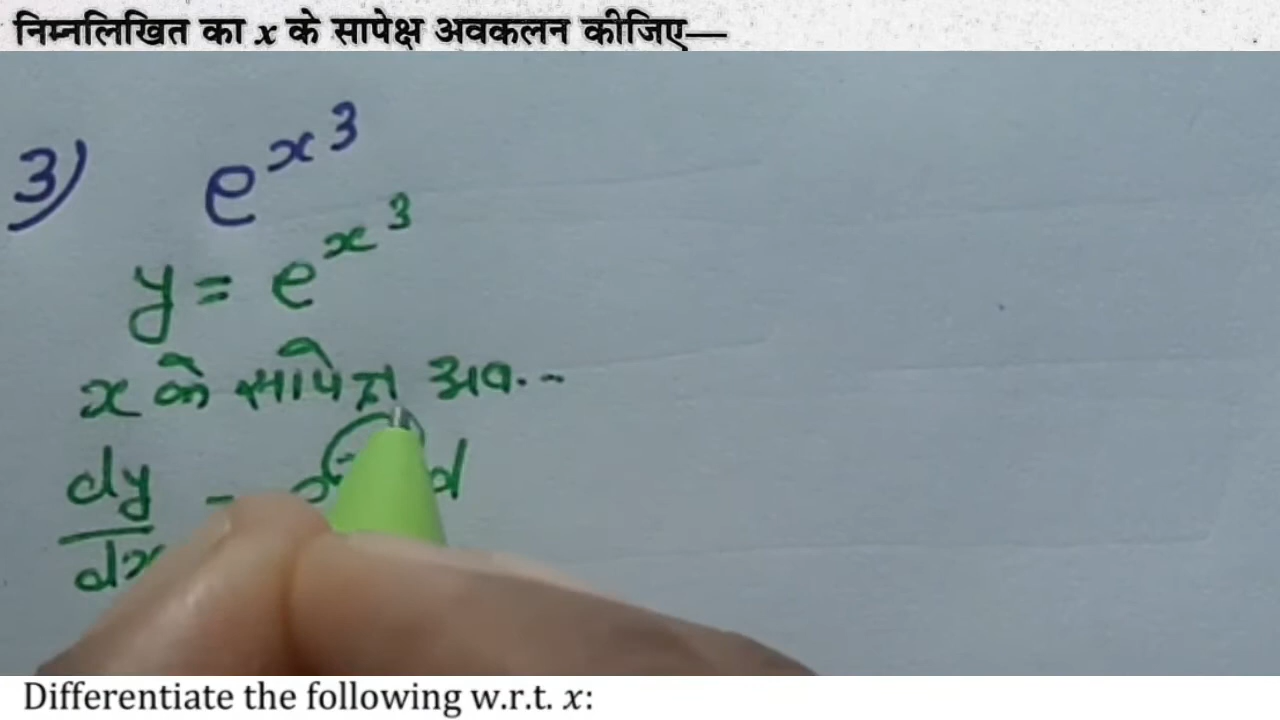 निम्नलिखित का x के सापेक्ष अवकलन कीजिए—
3) e^x^3
y = e^x^3
x के सापेक्ष अव...
dy/dx = d
Differentiate the following w.r.t. x: